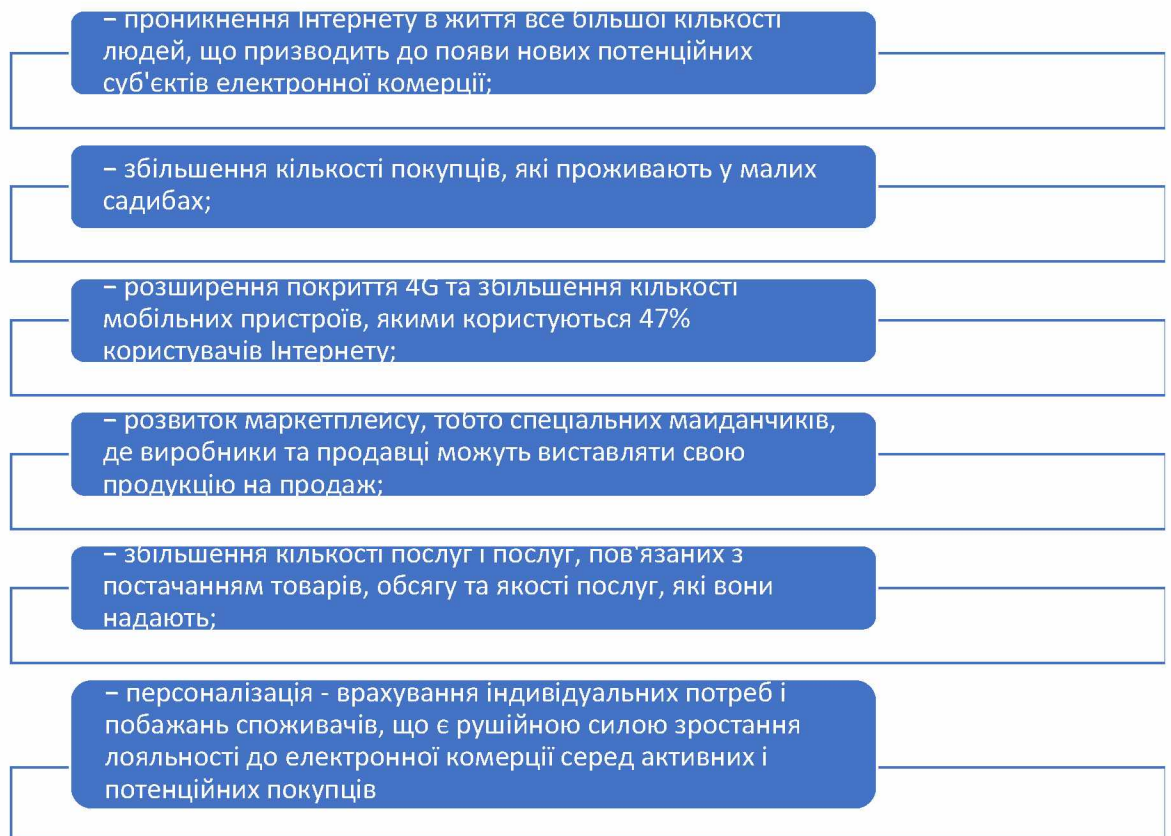 – проникнення Інтернету в життя все більшої кількості
людей, що призводить до появи нових потенційних
суб'єктів електронної комерції;
– збільшення кількості покупців, які проживають у малих
садибах;
– розширення покриття 4G та збільшення кількості
мобільних пристроїв, якими користуються 47%
користувачів Інтернету;
– розвиток маркетплейсу, тобто спеціальних майданчиків,
де виробники та продавці можуть виставляти свою
продукцію на продаж;
– збільшення кількості послуг і послуг, пов'язаних з
постачанням товарів, обсягу та якості послуг, які вони
надають;
– персоналізація - врахування індивідуальних потреб і
побажань споживачів, що є рушійною силою зростання
лояльності до електронної комерції серед активних і
потенційних покупців